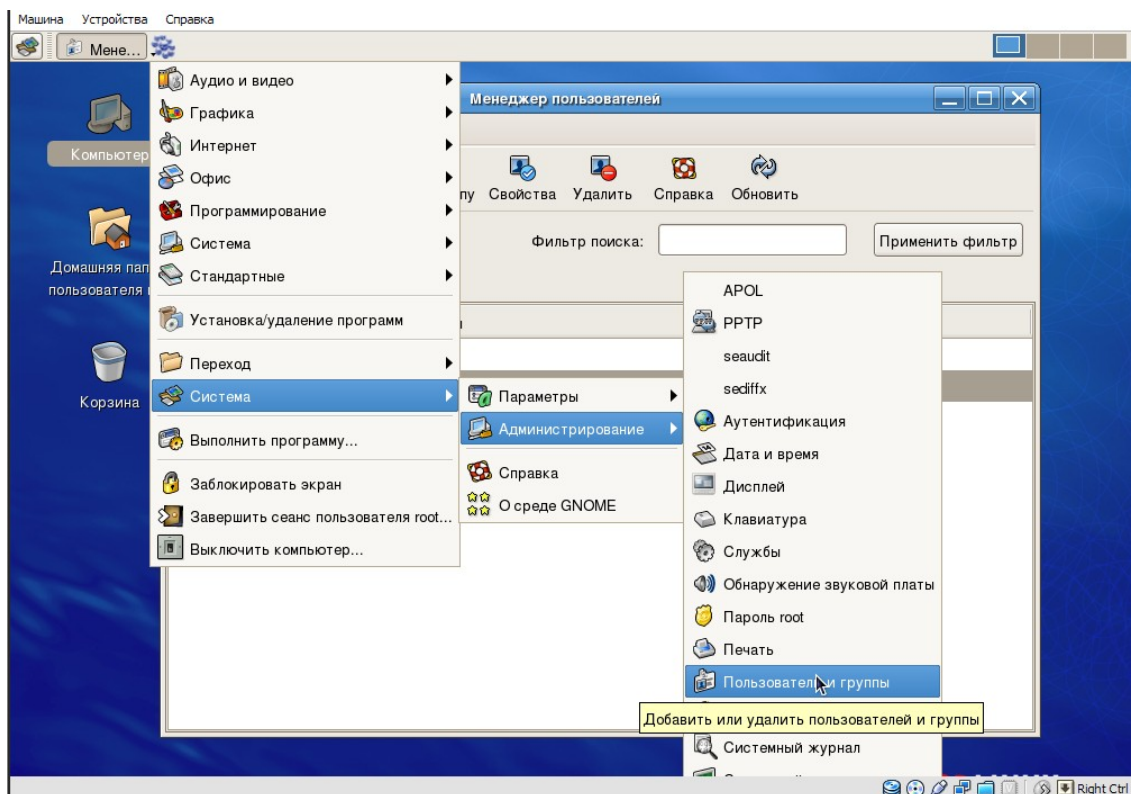 Машина Устройства Справка
Мене...
Аудио и видео
Графика
Интернет
Офис
Программирование
Система
Стандартные
Установка/удаление программ
Переход
Система
Выполнить программу...
Заблокировать экран
Завершить сеанс пользователя root...
Выключить компьютер...
Компьютер
Домашняя пап
пользователя
Корзина
Менеджер пользователей
пу Свойства Удалить Справка Обновить
Фильтр поиска: Применить фильтр
Параметры
Администрирование
Справка
О среде GNOME
APOL
PPTP
seaudit
sediffx
Аутентификация
Дата и время
Дисплей
Клавиатура
Службы
Обнаружение звуковой платы
Пароль root
Печать
Пользователи и группы
Добавить или удалить пользователей и группы
Системный журнал
Right Ctrl